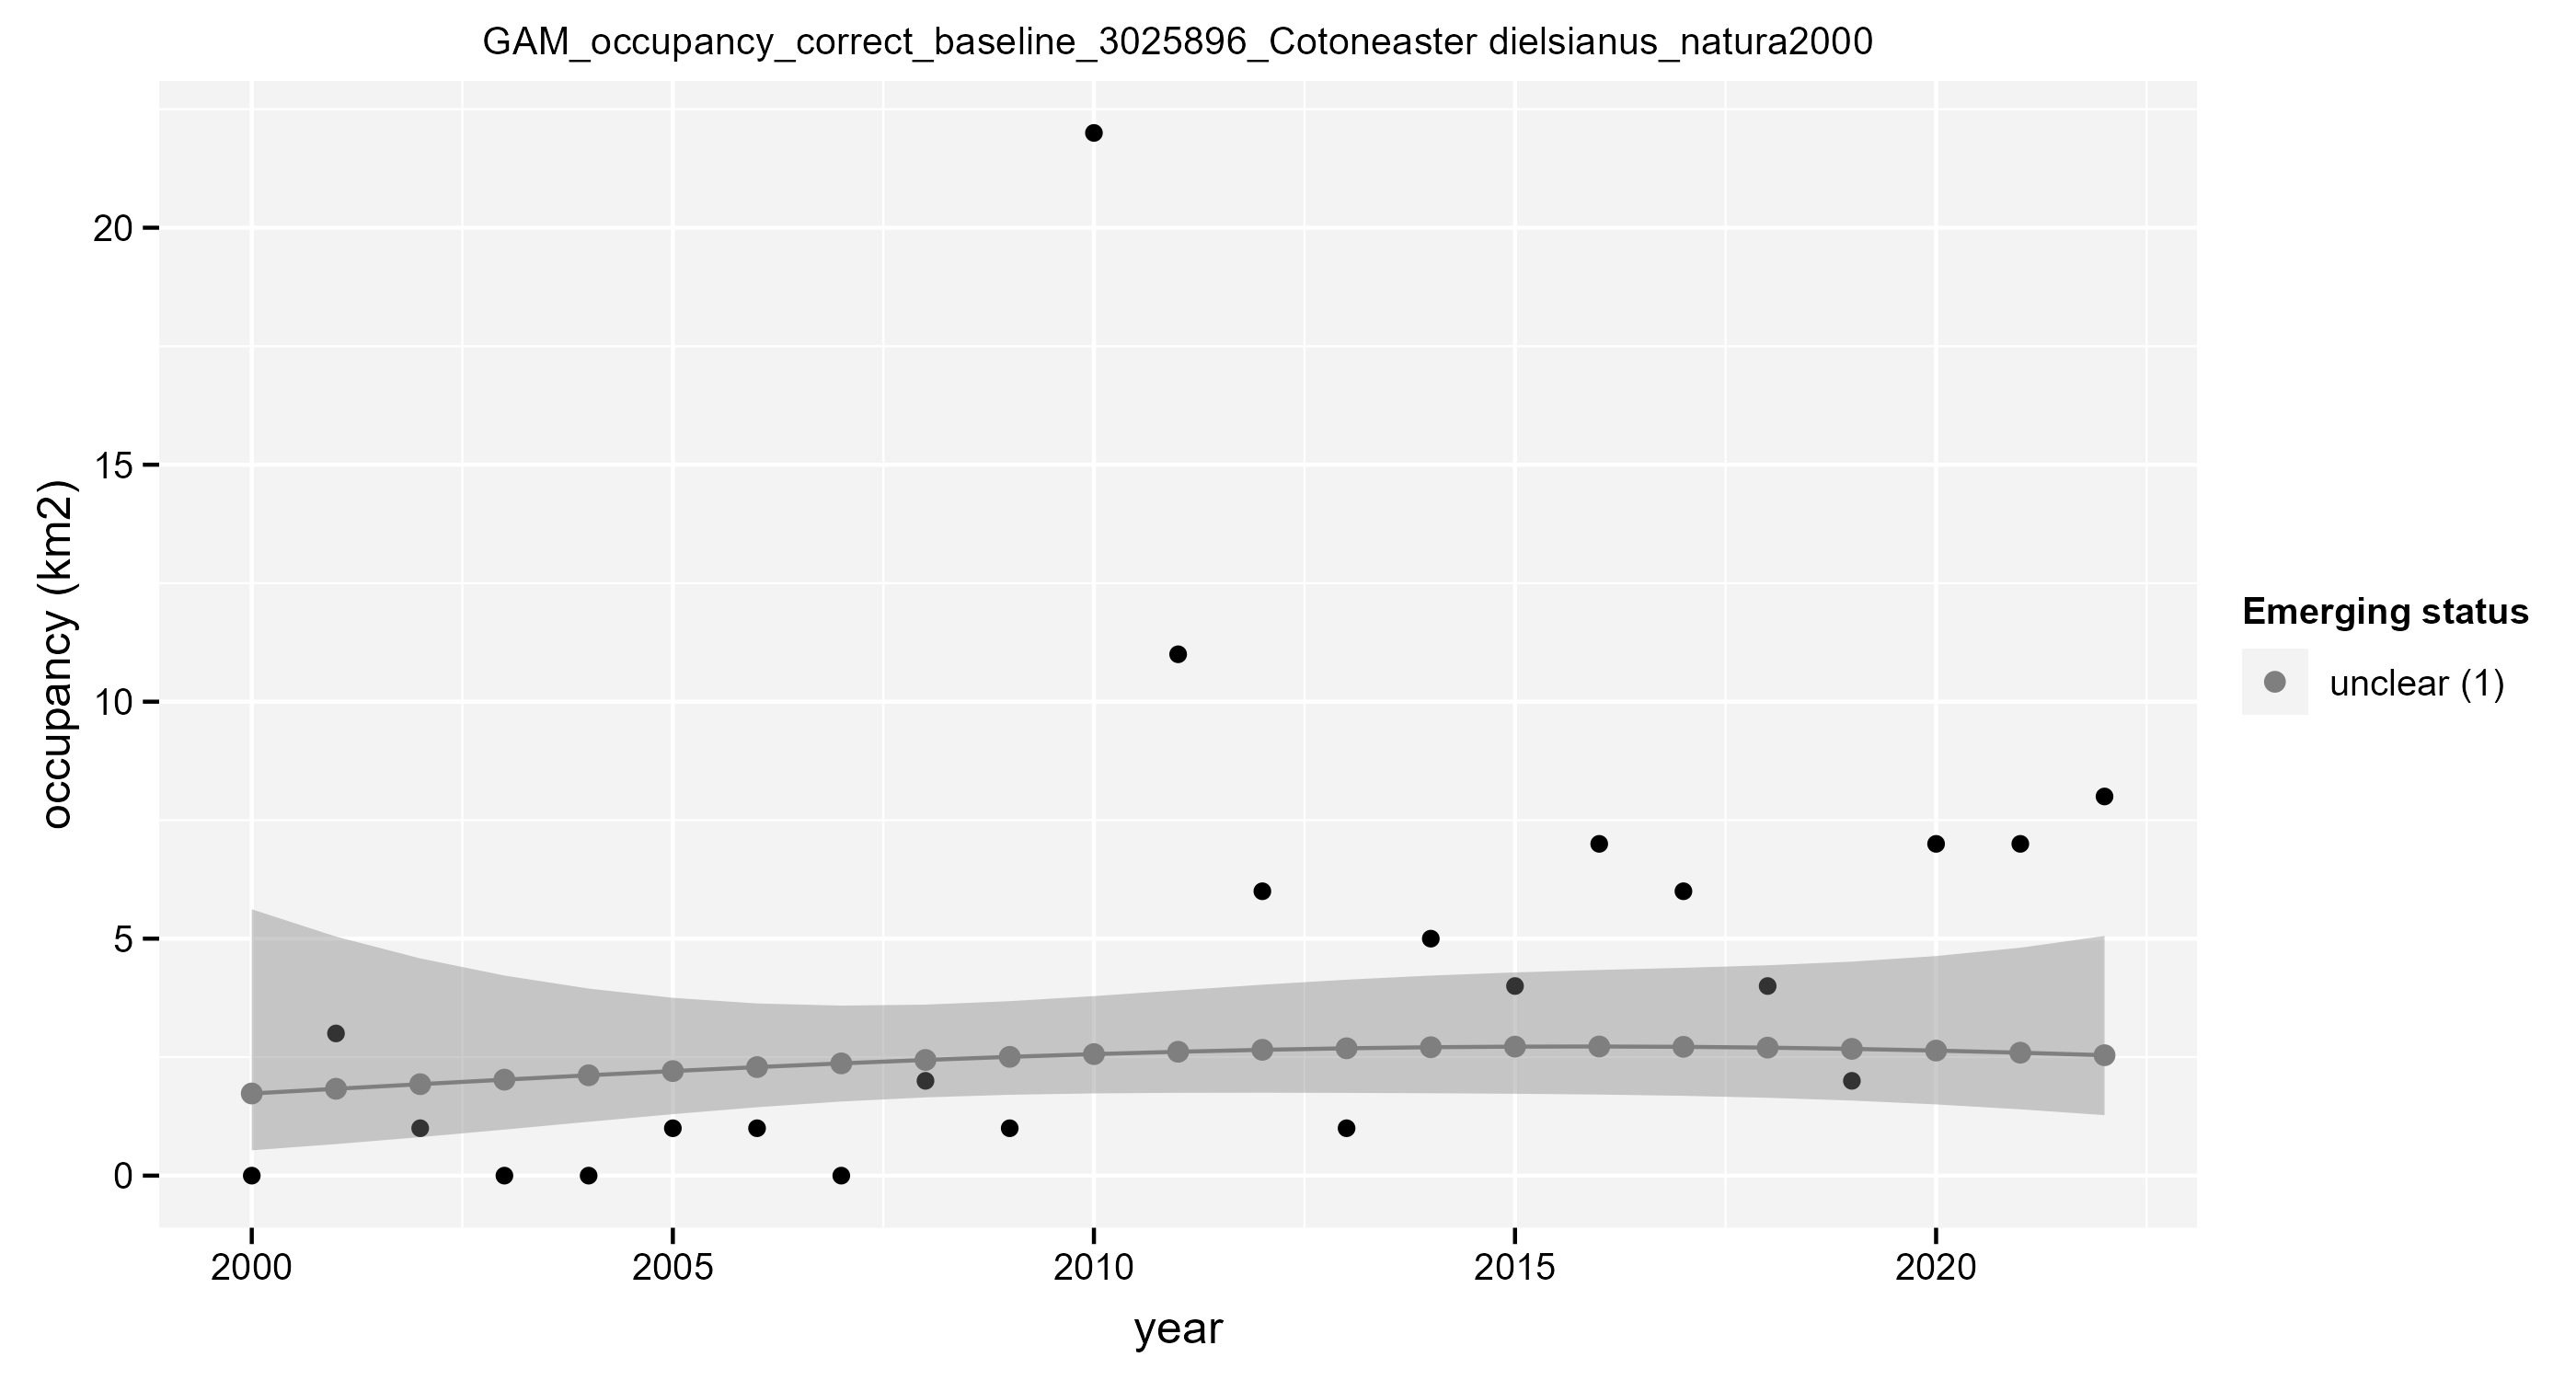 GAM_occupancy_correct_baseline_3025896_Cotoneaster dielsianus_natura2000
occupancy (km2)
20
15
10
5
0
2000 2005 2010 2015 2020
year
Emerging status
unclear (1)